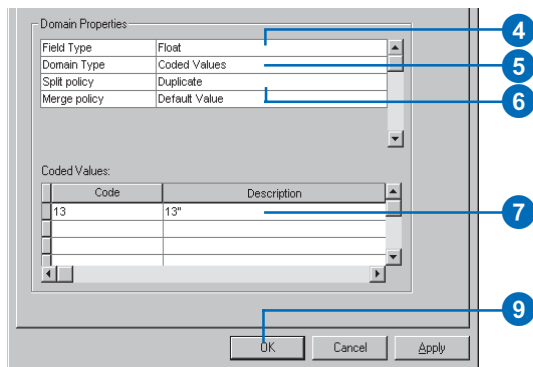 Domain Properties
Field Type Float 4
Domain Type Coded Values 5
Split policy Duplicate
Merge policy Default Value 6
Coded Values:
Code Description
13 13" 7
9
OK Cancel Apply